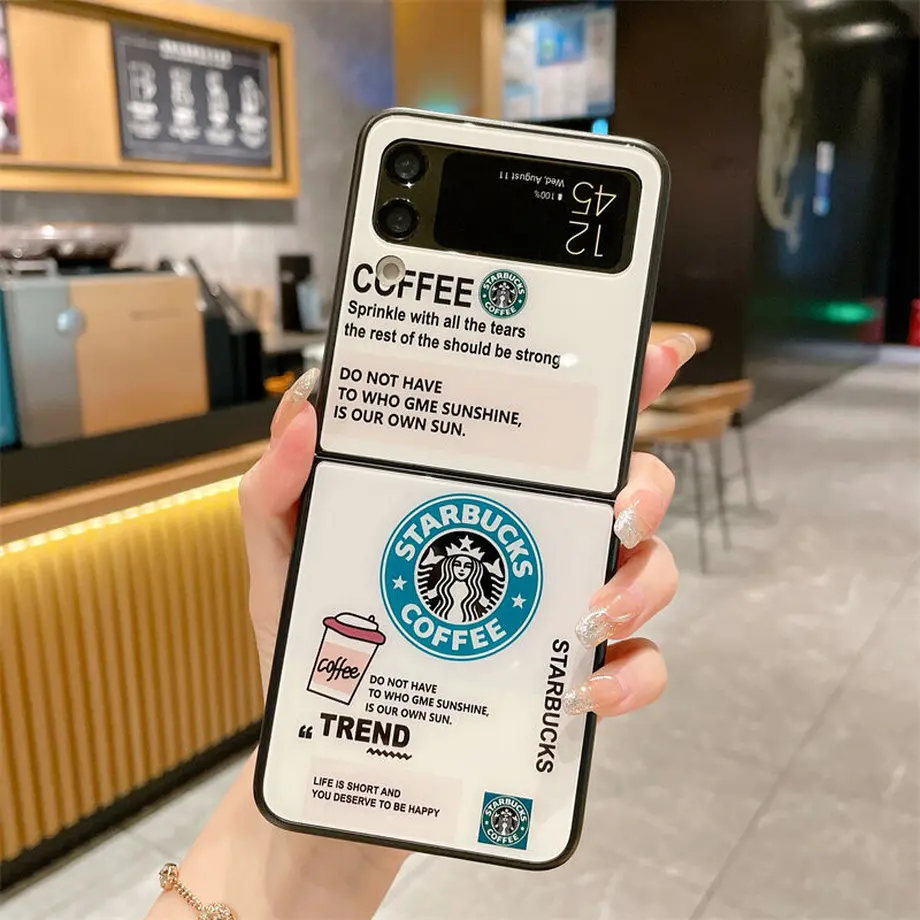 12
45
100%
Wed, August 11
COFFEE
STARBUCKS
COFFEE
Sprinkle with all the tears
the rest of the should be strong
DO NOT HAVE
TO WHO GME SUNSHINE,
IS OUR OWN SUN.
STARBUCKS
COFFEE
coffee
DO NOT HAVE
TO WHO GME SUNSHINE,
IS OUR OWN SUN.
STARBUCKS
“ TREND
LIFE IS SHORT AND
YOU DESERVE TO BE HAPPY
STARBUCKS
COFFEE